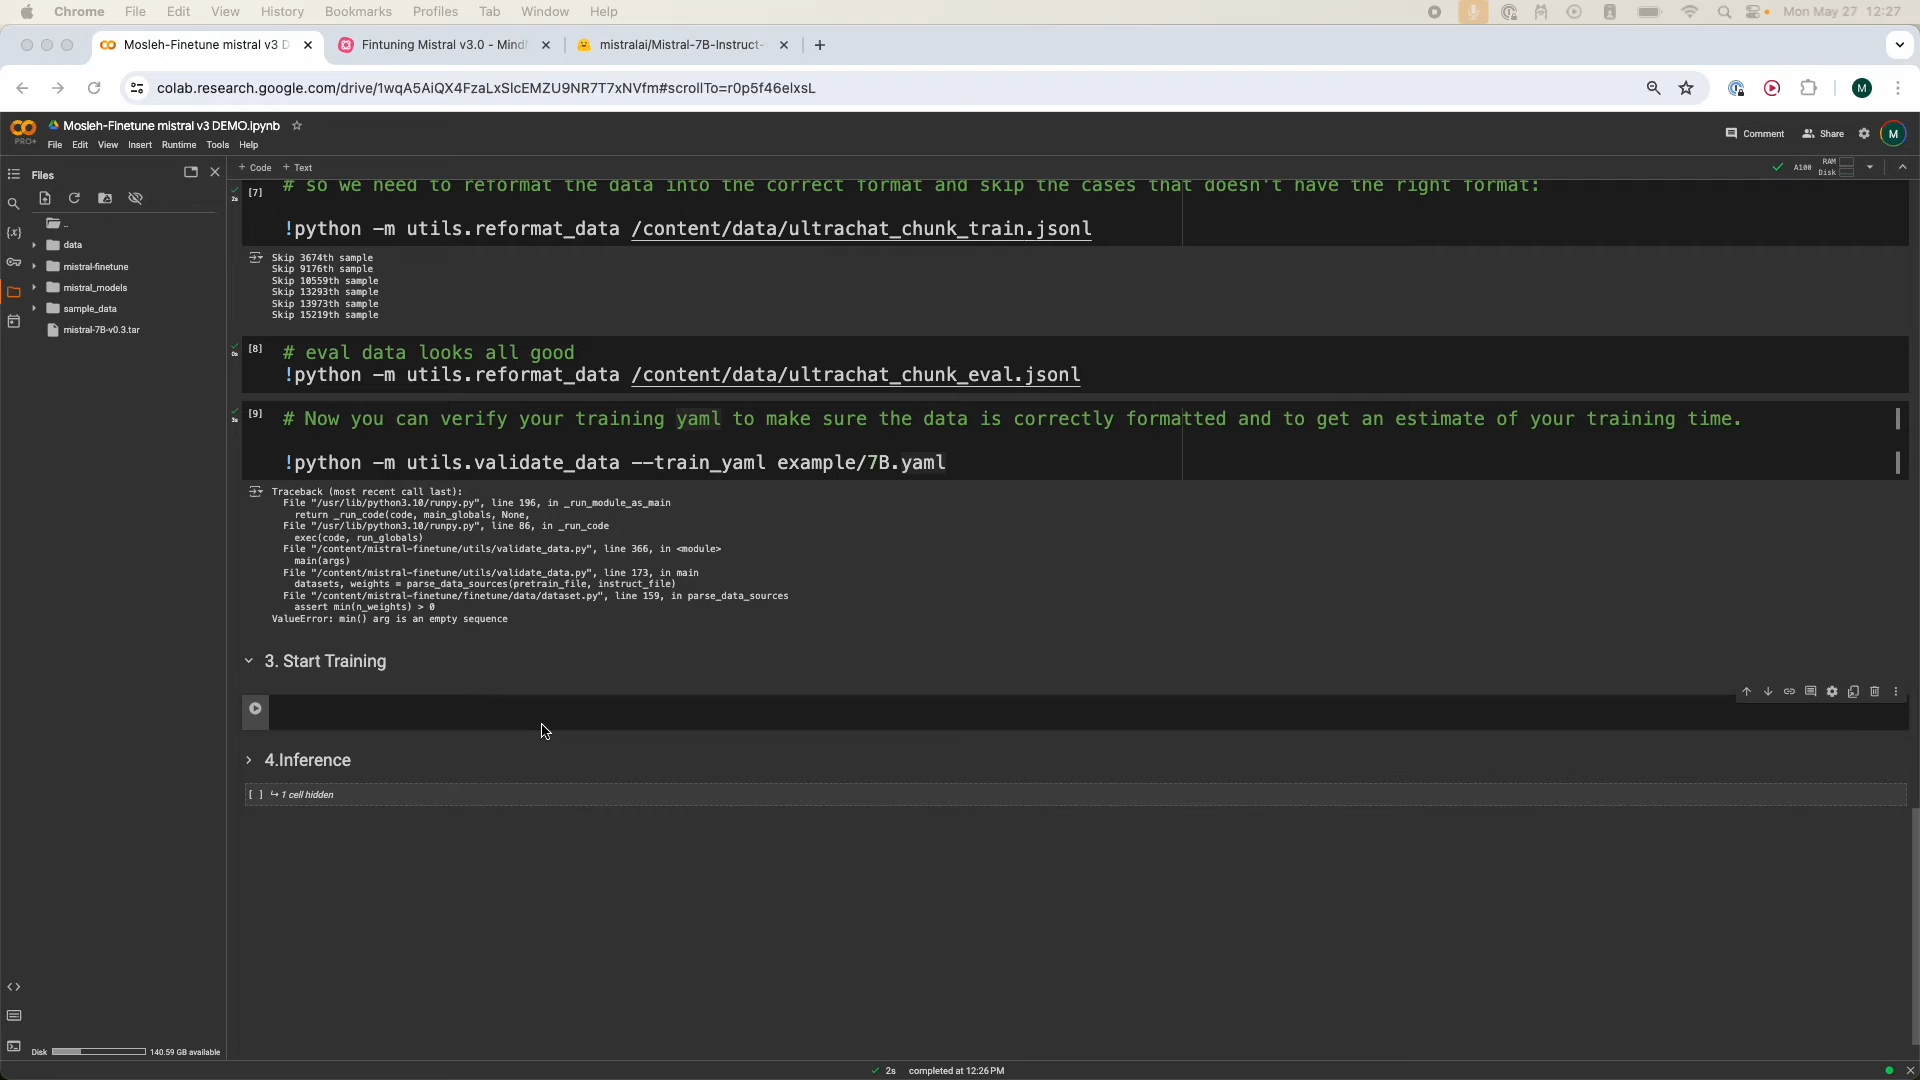 Chrome File Edit View History Bookmarks Profiles Tab Window Help Mon May 27 12:27
Mosleh-Finetune mistral v3 D
Fintuning Mistral v3.0 - Mind
mistralai/Mistral-7B-Instruct-
colab.research.google.com/drive/1wqA5AiQX4FzaLxSlcEMZU9NR7T7xNVfm#scrollTo=r0p5f46elxsL
M
CO Mosleh-Finetune mistral v3 DEMO.ipynb
PRO+ File Edit View Insert Runtime Tools Help
Comment Share M
Files
+ Code + Text
A100 RAM
Disk
..
data
mistral-finetune
mistral_models
sample_data
mistral-7B-v0.3.tar
[7] # so we need to reformat the data into the correct format and skip the cases that doesn't have the right format:
2s
!python -m utils.reformat_data /content/data/ultrachat_chunk_train.jsonl
Skip 3674th sample
Skip 9176th sample
Skip 10559th sample
Skip 13293th sample
Skip 13973th sample
Skip 15219th sample
[8] # eval data looks all good
0s
!python -m utils.reformat_data /content/data/ultrachat_chunk_eval.jsonl
[9] # Now you can verify your training yaml to make sure the data is correctly formatted and to get an estimate of your training time.
3s
!python -m utils.validate_data --train_yaml example/7B.yaml
Traceback (most recent call last):
File "/usr/lib/python3.10/runpy.py", line 196, in _run_module_as_main
return _run_code(code, main_globals, None,
File "/usr/lib/python3.10/runpy.py", line 86, in _run_code
exec(code, run_globals)
File "/content/mistral-finetune/utils/validate_data.py", line 366, in <module>
main(args)
File "/content/mistral-finetune/utils/validate_data.py", line 173, in main
datasets, weights = parse_data_sources(pretrain_file, instruct_file)
File "/content/mistral-finetune/finetune/data/dataset.py", line 159, in parse_data_sources
assert min(n_weights) > 0
ValueError: min() arg is an empty sequence
3. Start Training
4.Inference
[ ] ↳ 1 cell hidden
Disk 140.59 GB available
2s completed at 12:26 PM